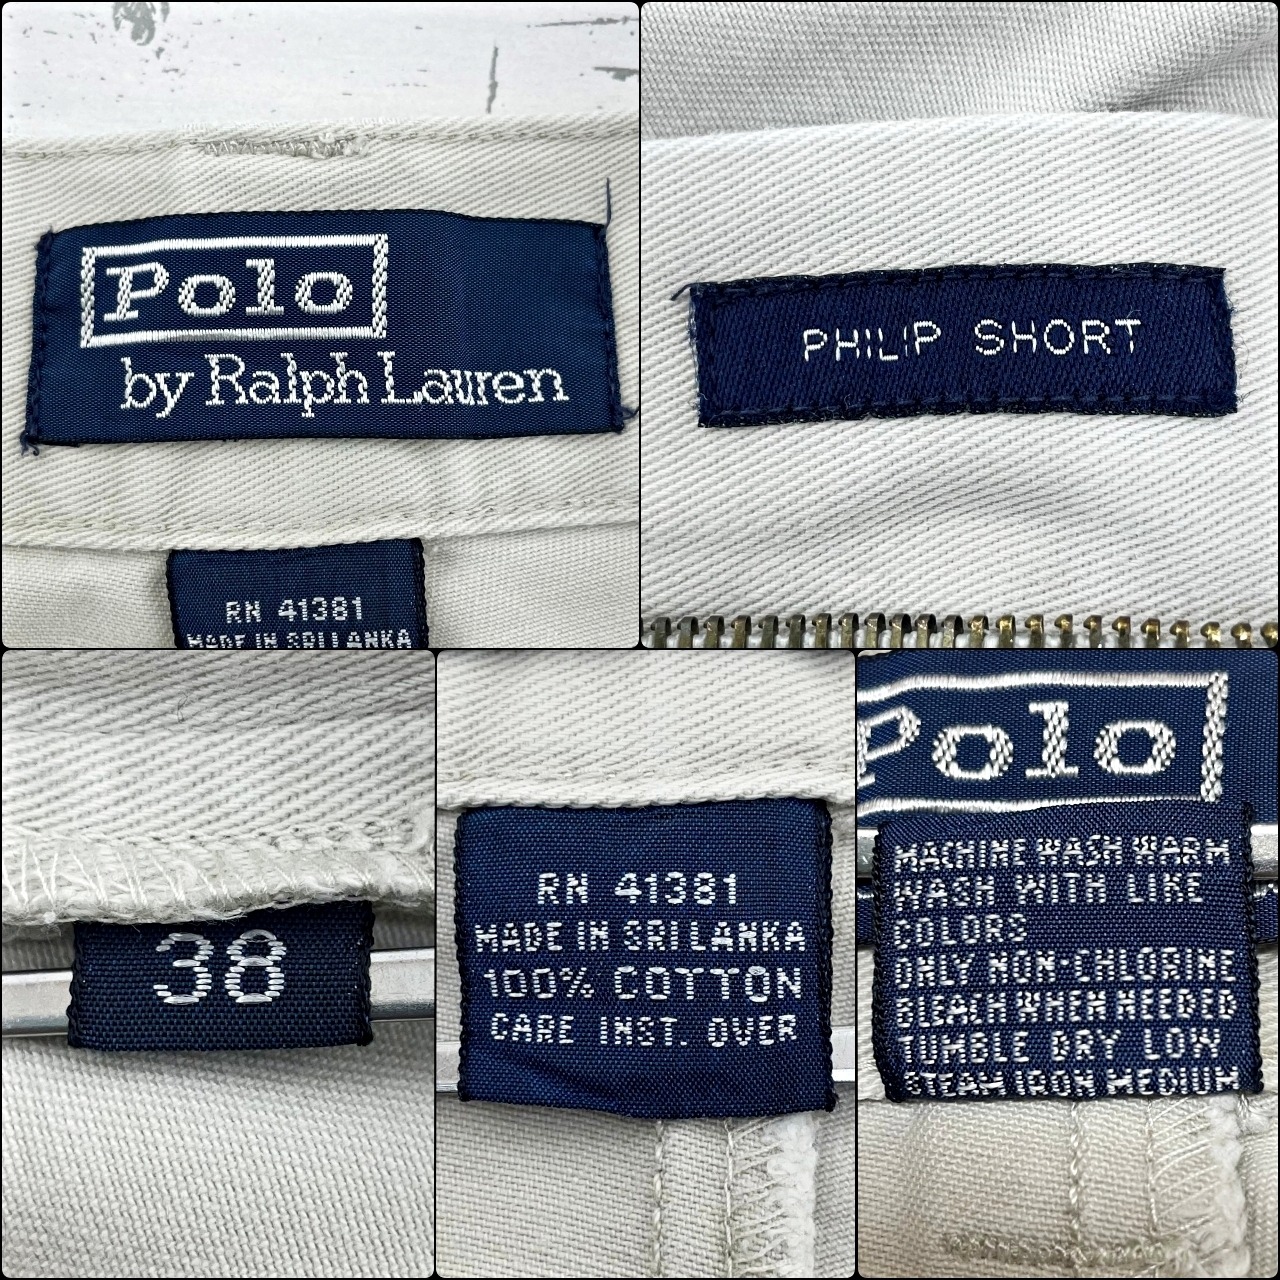 Polo
by Ralph Lauren
RN 41381
MADE IN SRI LANKA
PHILIP SHORT
38
RN 41381
MADE IN SRI LANKA
100% COTTON
CARE INST. OVER
Polo
MACHINE WASH WARM
WASH WITH LIKE
COLORS
ONLY NON-CHLORINE
BLEACH WHEN NEEDED
TUMBLE DRY LOW
STEAM IRON MEDIUM